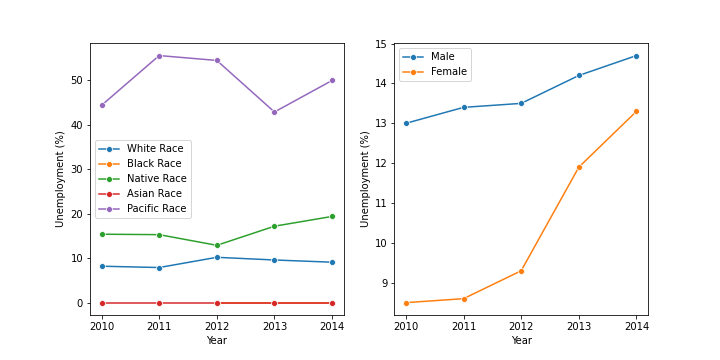 Unemployment (%)
50
40
30
20
10
0
White Race
Black Race
Native Race
Asian Race
Pacific Race
2010 2011 2012 2013 2014
Year
Unemployment (%)
15
14
13
12
11
10
9
Male
Female
2010 2011 2012 2013 2014
Year